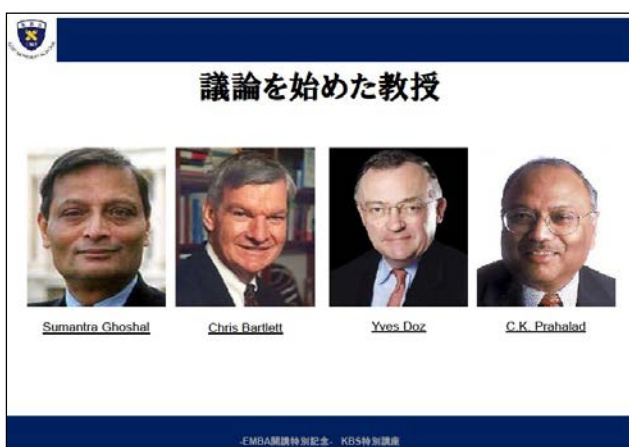 議論を始めた教授
Sumantra Ghoshal
Chris Bartlett
Yves Doz
C.K. Prahalad
-EMBA開講特別記念- KBS特別講座